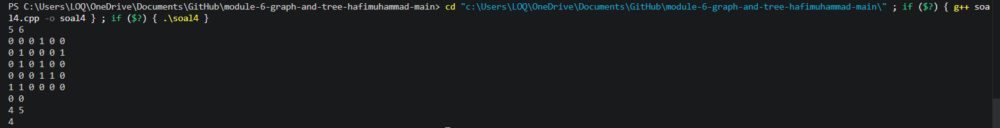 PS C:\Users\LOQ\OneDrive\Documents\GitHub\module-6-graph-and-tree-hafimuhammad-main> cd "c:\Users\LOQ\OneDrive\Documents\GitHub\module-6-graph-and-tree-hafimuhammad-main\" ; if ($?) { g++ soa
l4.cpp -o soal4 } ; if ($?) { .\soal4 }
5 6
0 0 0 1 0 0
0 1 0 0 0 1
0 1 0 1 0 0
0 0 0 1 1 0
1 1 0 0 0 0
0 0
4 5
4